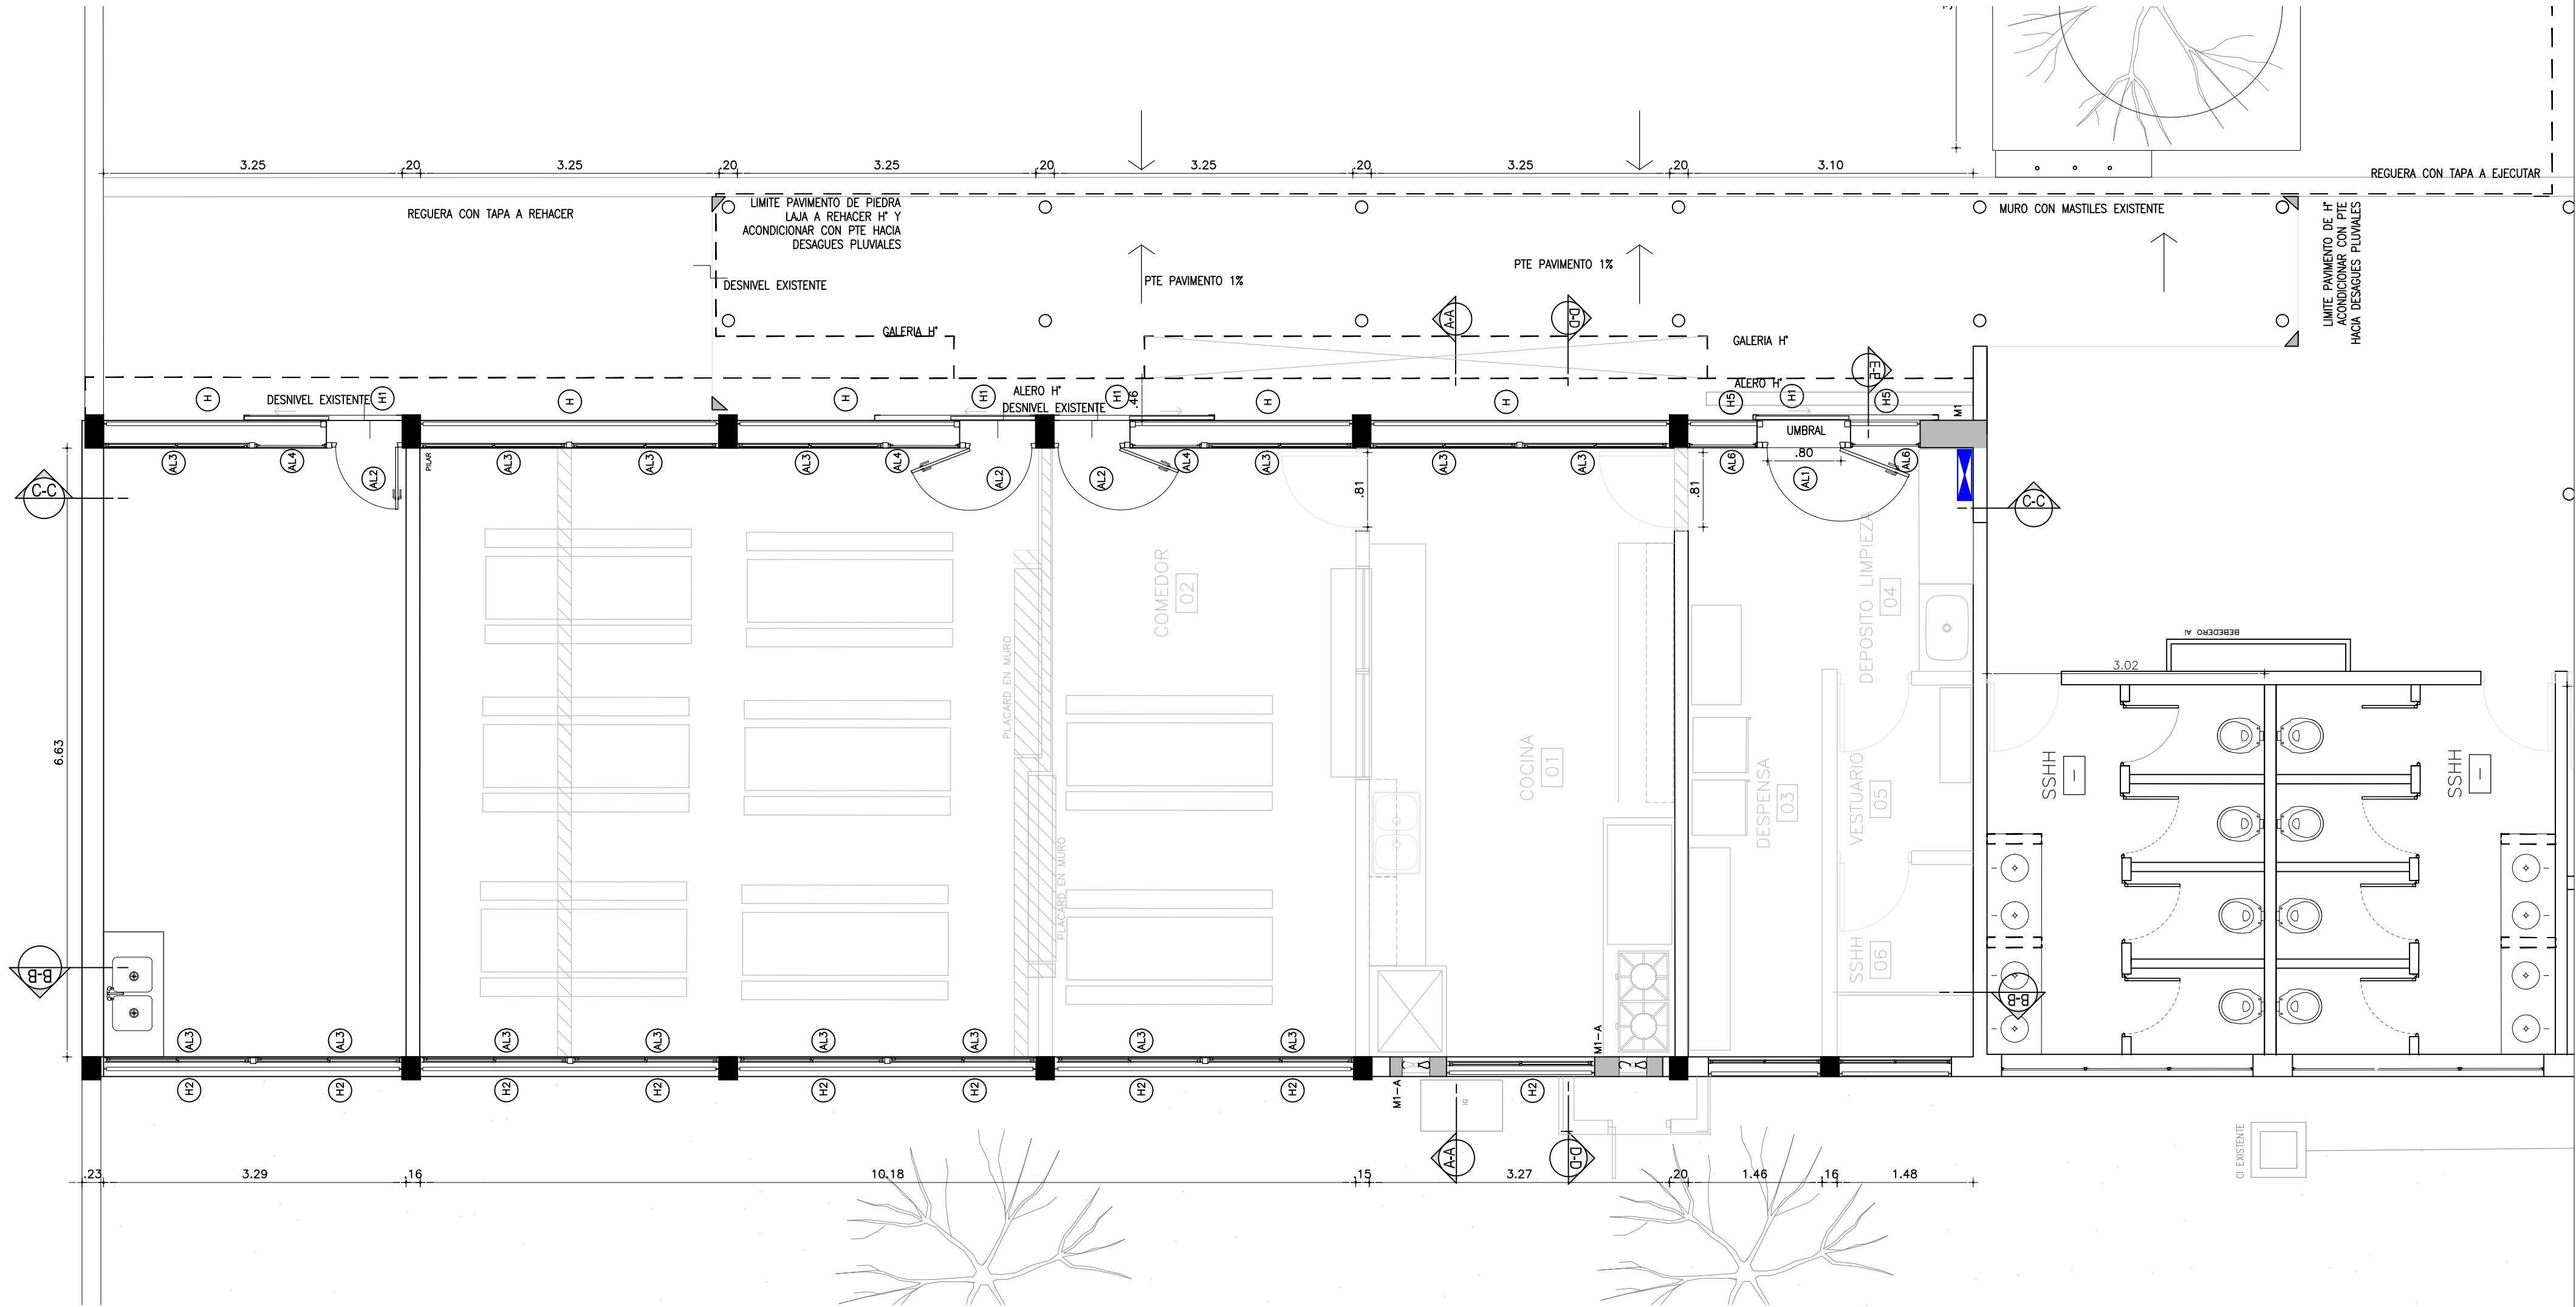 3.25
.20
3.25
.20
3.25
.20
3.25
.20
3.25
.20
3.10
REGUERA CON TAPA A EJECUTAR
REGUERA CON TAPA A REHACER
LIMITE PAVIMENTO DE PIEDRA
LAJA A REHACER H° Y
ACONDICIONAR CON PTE HACIA
DESAGUES PLUVIALES
MURO CON MASTILES EXISTENTE
LIMITE PAVIMENTO DE H°
ACONDICIONAR CON PTE
HACIA DESAGUES PLUVIALES
DESNIVEL EXISTENTE
PTE PAVIMENTO 1%
PTE PAVIMENTO 1%
A-A
D-D
GALERIA H°
GALERIA H°
E-E
DESNIVEL EXISTENTE
ALERO H°
DESNIVEL EXISTENTE
ALERO H°
H
H1
H
H
H1
H1
.46
H
H
H5
H1
H5
M1
UMBRAL
.80
AL3
AL4
AL2
PILAR
AL3
AL3
AL3
AL4
AL2
AL2
AL4
AL3
AL3
AL3
AL6
AL1
AL6
.81
.81
C-C
C-C
6.63
COMEDOR
02
PLACARD EN MURO
PLACARD EN MURO
COCINA
01
DESPENSA
03
DEPOSITO LIMPIEZA
04
VESTUARIO
05
SSHH
06
BEBEDERO A°
3.02
SSHH
SSHH
B-B
B-B
AL3
AL3
AL3
AL3
AL3
AL3
AL3
AL3
H2
H2
H2
H2
H2
H2
H2
H2
H2
M1-A
M1-A
IG
A-A
D-D
CI EXISTENTE
.23
3.29
.16
10.18
.15
3.27
.20
1.46
.16
1.48